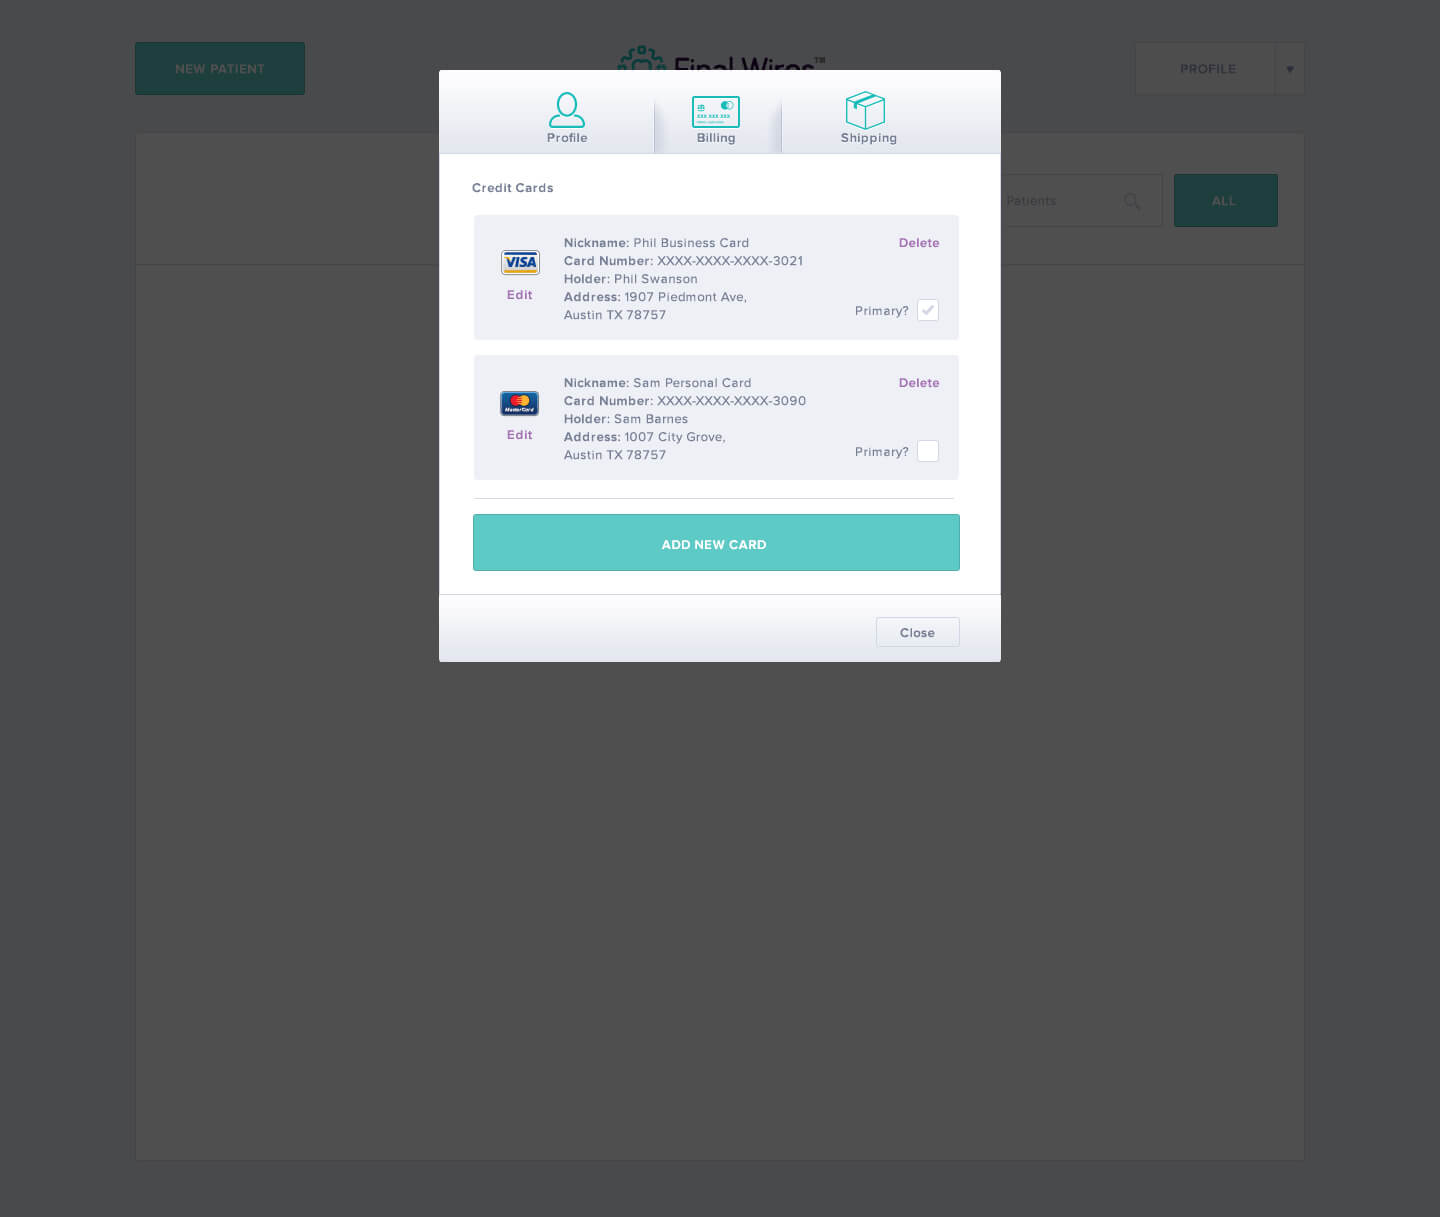 NEW PATIENT
Final Wires™
PROFILE
Profile
Billing
Shipping
Patients
ALL
Credit Cards
VISA
Edit
Nickname: Phil Business Card
Card Number: XXXX-XXXX-XXXX-3021
Holder: Phil Swanson
Address: 1907 Piedmont Ave,
Austin TX 78757
Delete
Primary?
MasterCard
Edit
Nickname: Sam Personal Card
Card Number: XXXX-XXXX-XXXX-3090
Holder: Sam Barnes
Address: 1007 City Grove,
Austin TX 78757
Delete
Primary?
ADD NEW CARD
Close